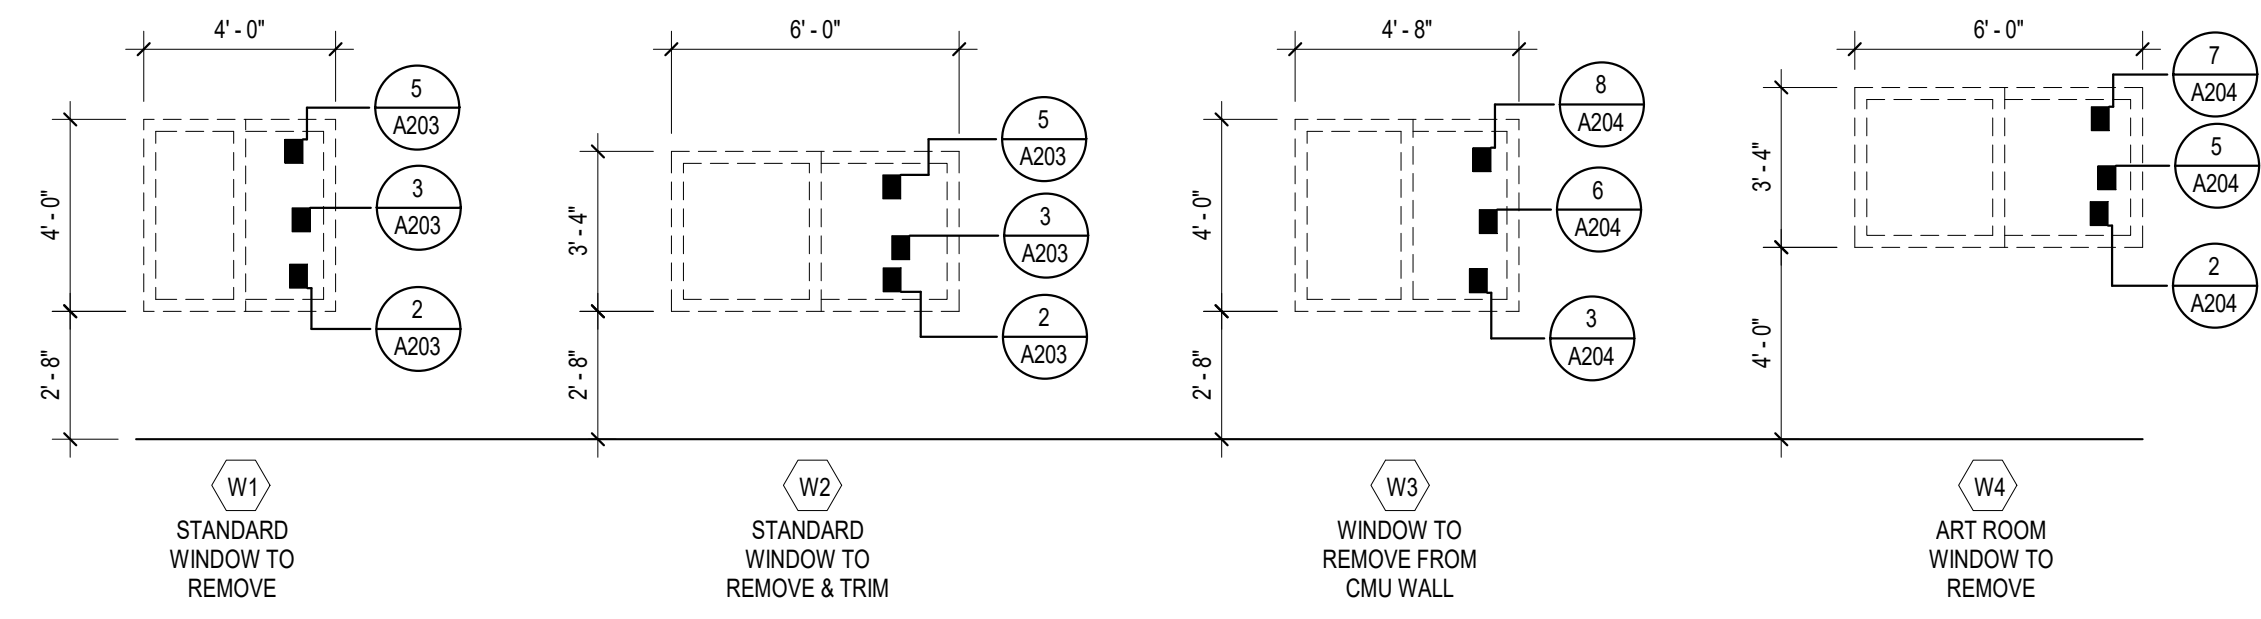 4' - 0"
5
A203
3
A203
2
A203
4' - 0"
2' - 8"
W1
STANDARD
WINDOW TO
REMOVE
6' - 0"
5
A203
3
A203
2
A203
3' - 4"
2' - 8"
W2
STANDARD
WINDOW TO
REMOVE & TRIM
4' - 8"
8
A204
6
A204
3
A204
4' - 0"
2' - 8"
W3
WINDOW TO
REMOVE FROM
CMU WALL
6' - 0"
7
A204
5
A204
2
A204
3' - 4"
4' - 0"
W4
ART ROOM
WINDOW TO
REMOVE